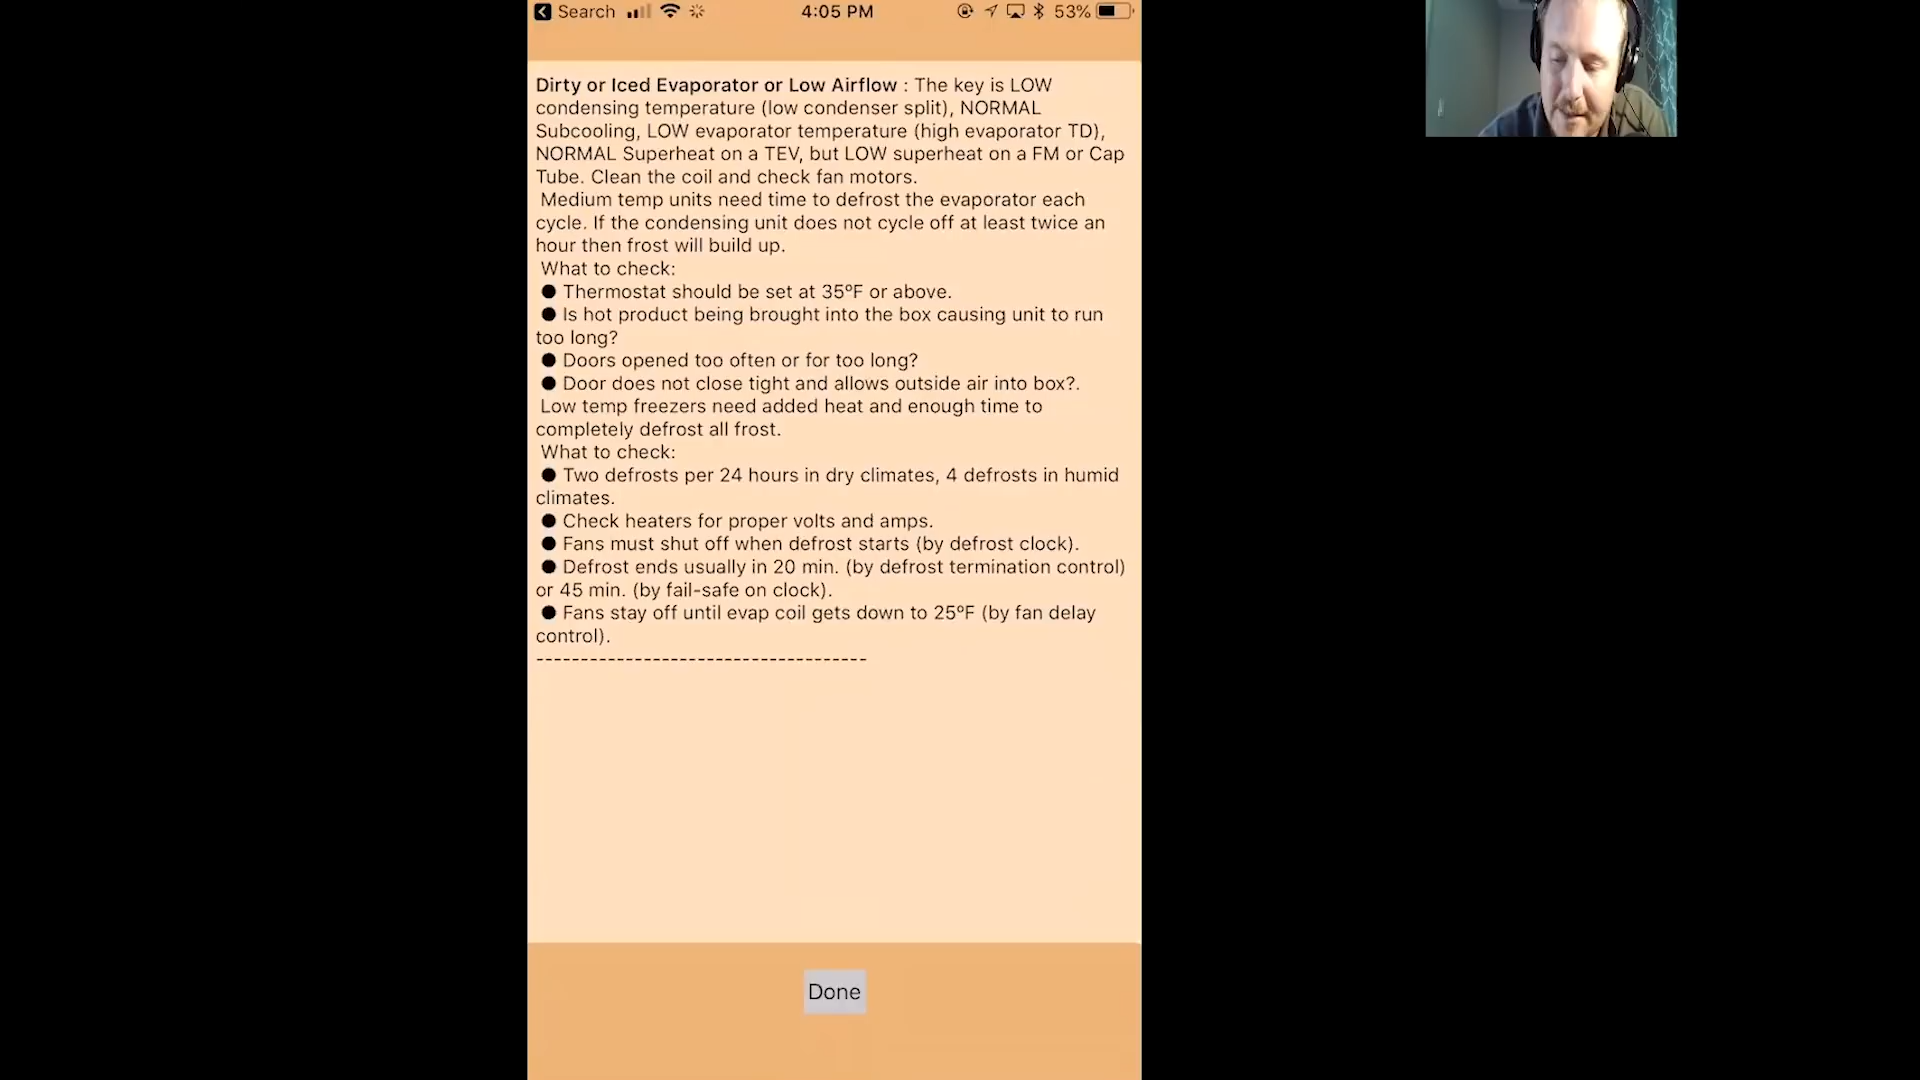 Search 4:05 PM 53%
Dirty or Iced Evaporator or Low Airflow : The key is LOW
condensing temperature (low condenser split), NORMAL
Subcooling, LOW evaporator temperature (high evaporator TD),
NORMAL Superheat on a TEV, but LOW superheat on a FM or Cap
Tube. Clean the coil and check fan motors.
Medium temp units need time to defrost the evaporator each
cycle. If the condensing unit does not cycle off at least twice an
hour then frost will build up.
What to check:
● Thermostat should be set at 35ºF or above.
● Is hot product being brought into the box causing unit to run
too long?
● Doors opened too often or for too long?
● Door does not close tight and allows outside air into box?.
Low temp freezers need added heat and enough time to
completely defrost all frost.
What to check:
● Two defrosts per 24 hours in dry climates, 4 defrosts in humid
climates.
● Check heaters for proper volts and amps.
● Fans must shut off when defrost starts (by defrost clock).
● Defrost ends usually in 20 min. (by defrost termination control)
or 45 min. (by fail-safe on clock).
● Fans stay off until evap coil gets down to 25ºF (by fan delay
control).
-------------------------------------
Done